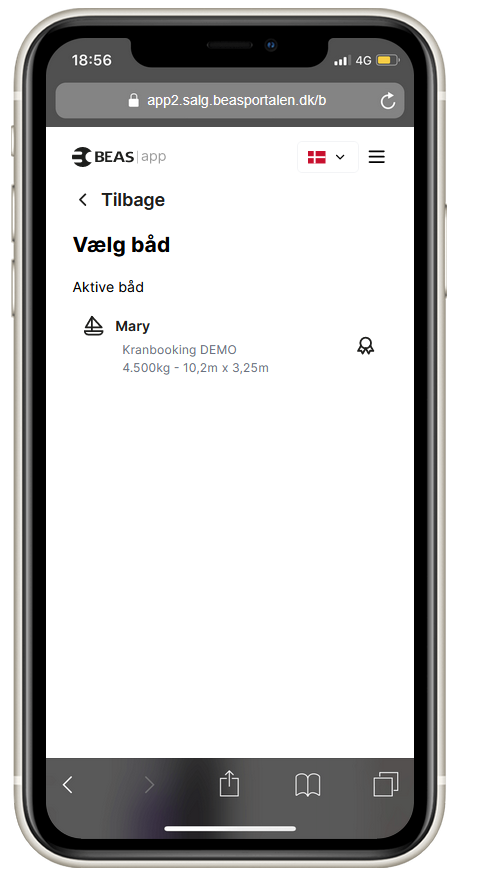 18:56
4G
app2.salg.beasportalen.dk/b
BEAS app
Tilbage
Vælg båd
Aktive båd
Mary
Kranbooking DEMO
4.500kg - 10,2m x 3,25m